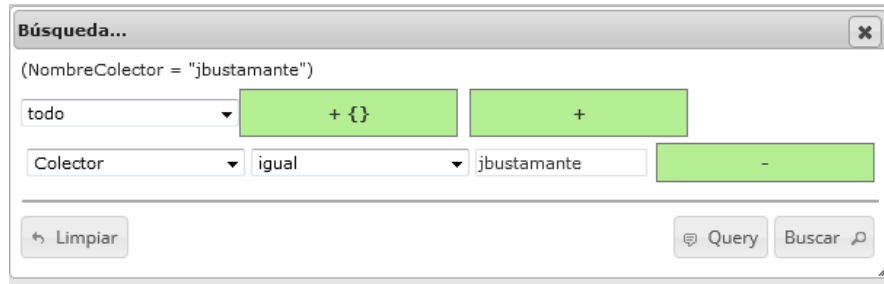 Búsqueda...
(NombreColector = "jbustamante")
todo + {} +
Colector igual jbustamante -
Limpiar Query Buscar